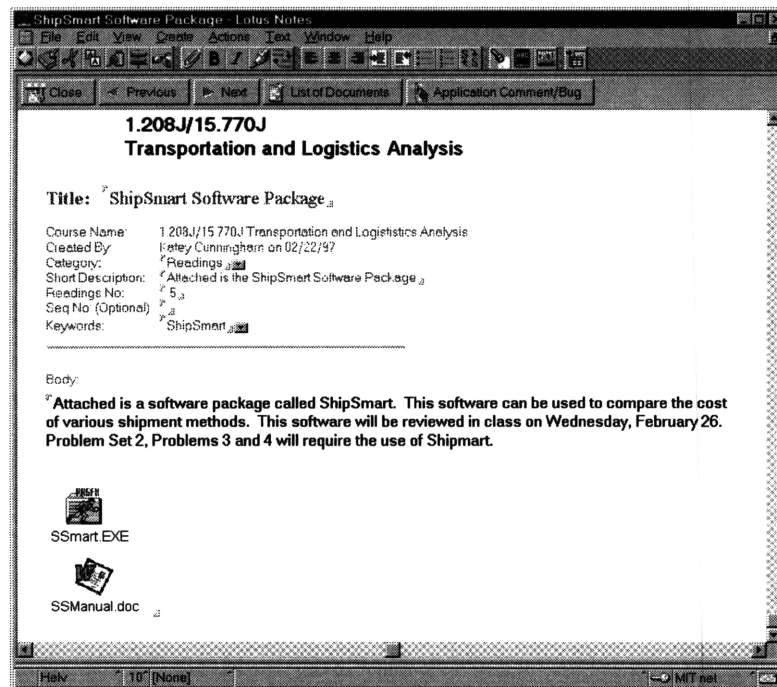 ShipSmart Software Package - Lotus Notes
File Edit View Create Actions Text Window Help
Close Previous Next List of Documents Application Comment/Bug
1.208J/15.770J
Transportation and Logistics Analysis
Title: ShipSmart Software Package
Course Name: 1.208J/15.770J Transportation and Logististics Analysis
Created By: Katey Cunningham on 02/22/97
Category: Readings
Short Description: Attached is the ShipSmart Software Package
Readings No: 5
Seq No: (Optional)
Keywords: ShipSmart
Body:
Attached is a software package called ShipSmart. This software can be used to compare the cost
of various shipment methods. This software will be reviewed in class on Wednesday, February 26.
Problem Set 2, Problems 3 and 4 will require the use of Shipmart.
SSmart.EXE
SSManual.doc
Helv 10 [None] MIT net